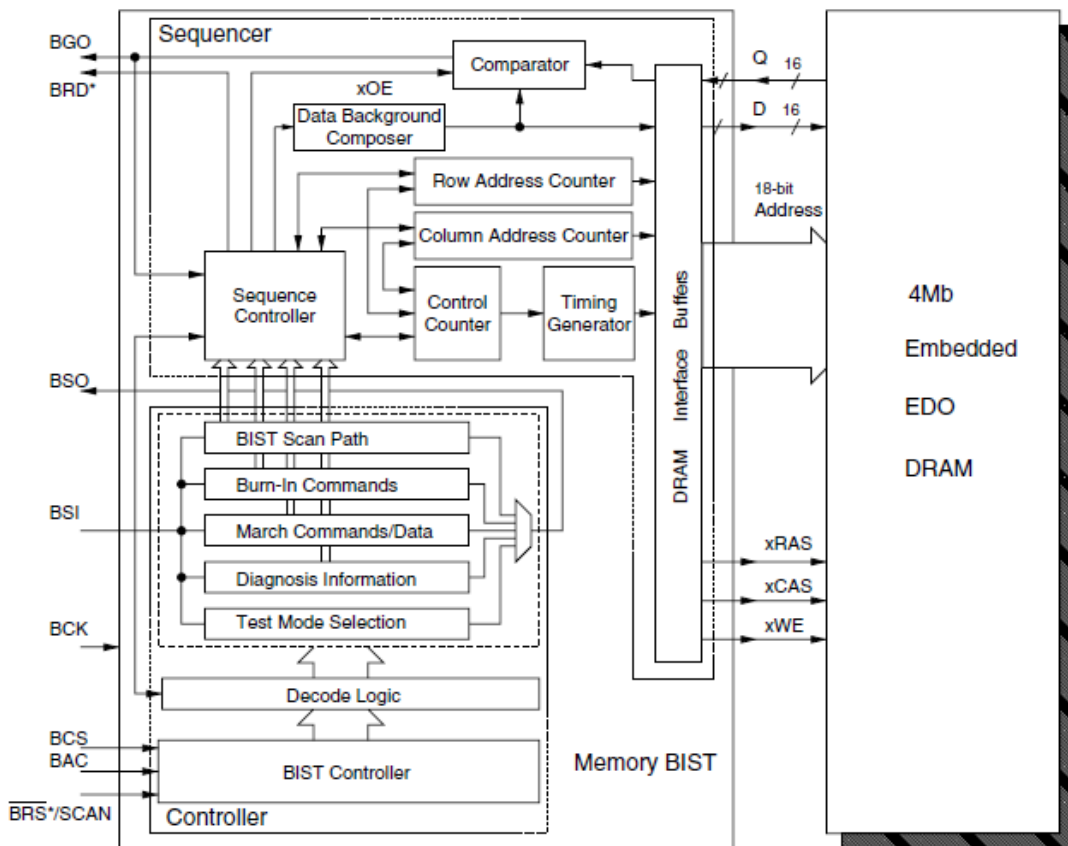 Sequencer
BGO
BRD*
Comparator
xOE
Data Background
Composer
Row Address Counter
Column Address Counter
Sequence
Controller
Control
Counter
Timing
Generator
DRAM Interface Buffers
Q 16
D 16
18-bit
Address
4Mb
Embedded
EDO
DRAM
BSO
BIST Scan Path
Burn-In Commands
BSI
March Commands/Data
Diagnosis Information
Test Mode Selection
xRAS
xCAS
xWE
BCK
Decode Logic
BCS
BAC
BIST Controller
BRS*/SCAN
Controller
Memory BIST